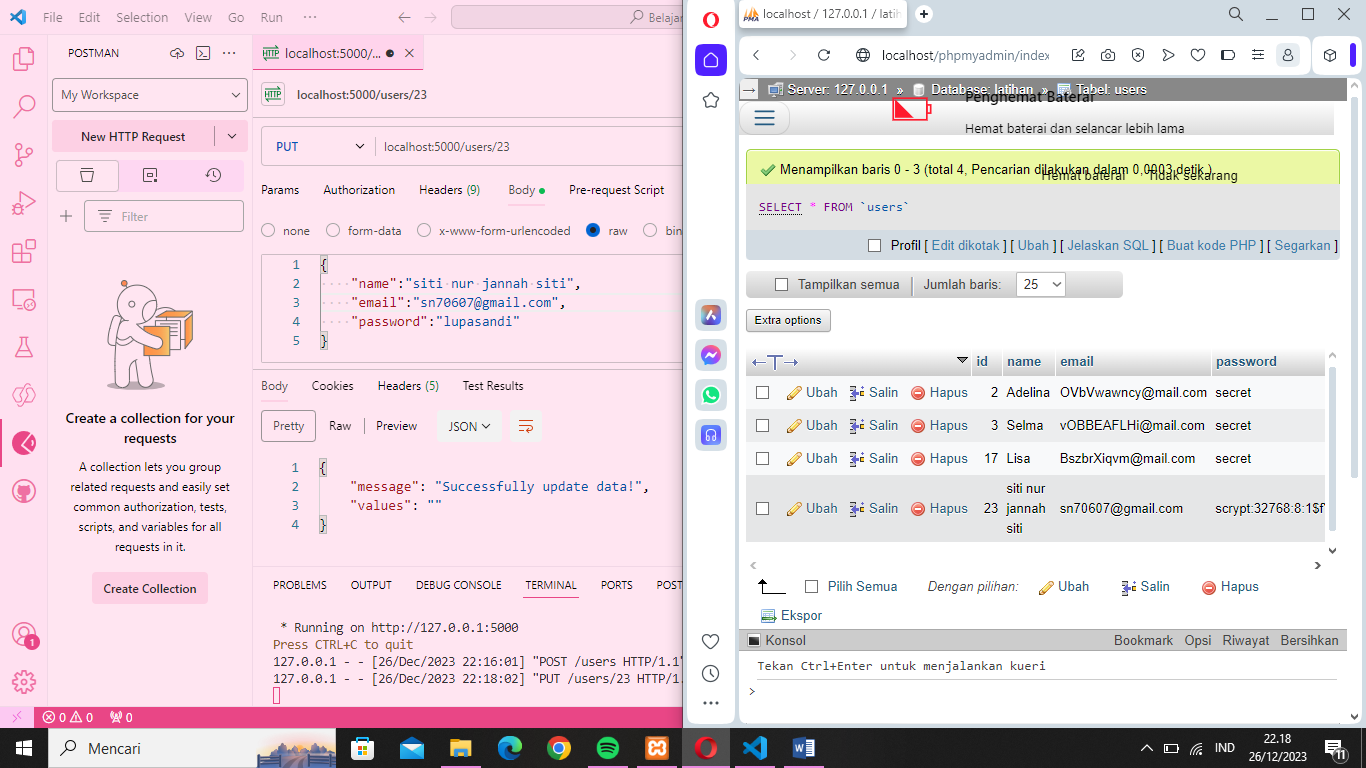 File Edit Selection View Go Run ··· Belajar
POSTMAN
My Workspace
New HTTP Request
Filter
Create a collection for your
requests
A collection lets you group
related requests and easily set
common authorization, tests,
scripts, and variables for all
requests in it.
Create Collection
1
HTTP localhost:5000/...
HTTP localhost:5000/users/23
PUT localhost:5000/users/23
Params Authorization Headers (9) Body Pre-request Script
none form-data x-www-form-urlencoded raw bin
1 {
2 "name":"siti nur jannah siti",
3 "email":"sn70607@gmail.com",
4 "password":"lupasandi"
5 }
Body Cookies Headers (5) Test Results
Pretty Raw Preview JSON
1 {
2 "message": "Successfully update data!",
3 "values": ""
4 }
PROBLEMS OUTPUT DEBUG CONSOLE TERMINAL PORTS POST
* Running on http://127.0.0.1:5000
Press CTRL+C to quit
127.0.0.1 - - [26/Dec/2023 22:16:01] "POST /users HTTP/1.1"
127.0.0.1 - - [26/Dec/2023 22:18:02] "PUT /users/23 HTTP/1.
0 0 0
PMA localhost / 127.0.0.1 / latih
localhost/phpmyadmin/index
Server: 127.0.0.1 » Database: latihan » Tabel: users
Penghemat Baterai
Hemat baterai dan selancar lebih lama
Menampilkan baris 0 - 3 (total 4, Pencarian dilakukan dalam 0,0003 detik.)
Hemat baterai Tidak sekarang
SELECT * FROM `users`
Profil [ Edit dikotak ] [ Ubah ] [ Jelaskan SQL ] [ Buat kode PHP ] [ Segarkan ]
Tampilkan semua Jumlah baris: 25
Extra options
id name email password
Ubah Salin Hapus 2 Adelina OVbVwawncy@mail.com secret
Ubah Salin Hapus 3 Selma vOBBEAFLHi@mail.com secret
Ubah Salin Hapus 17 Lisa BszbrXiqvm@mail.com secret
Ubah Salin Hapus 23 siti nur jannah siti sn70607@gmail.com scrypt:32768:8:1$f
Pilih Semua Dengan pilihan: Ubah Salin Hapus
Ekspor
Konsol Bookmark Opsi Riwayat Bersihkan
Tekan Ctrl+Enter untuk menjalankan kueri
>
Mencari IND 22.18
26/12/2023
11